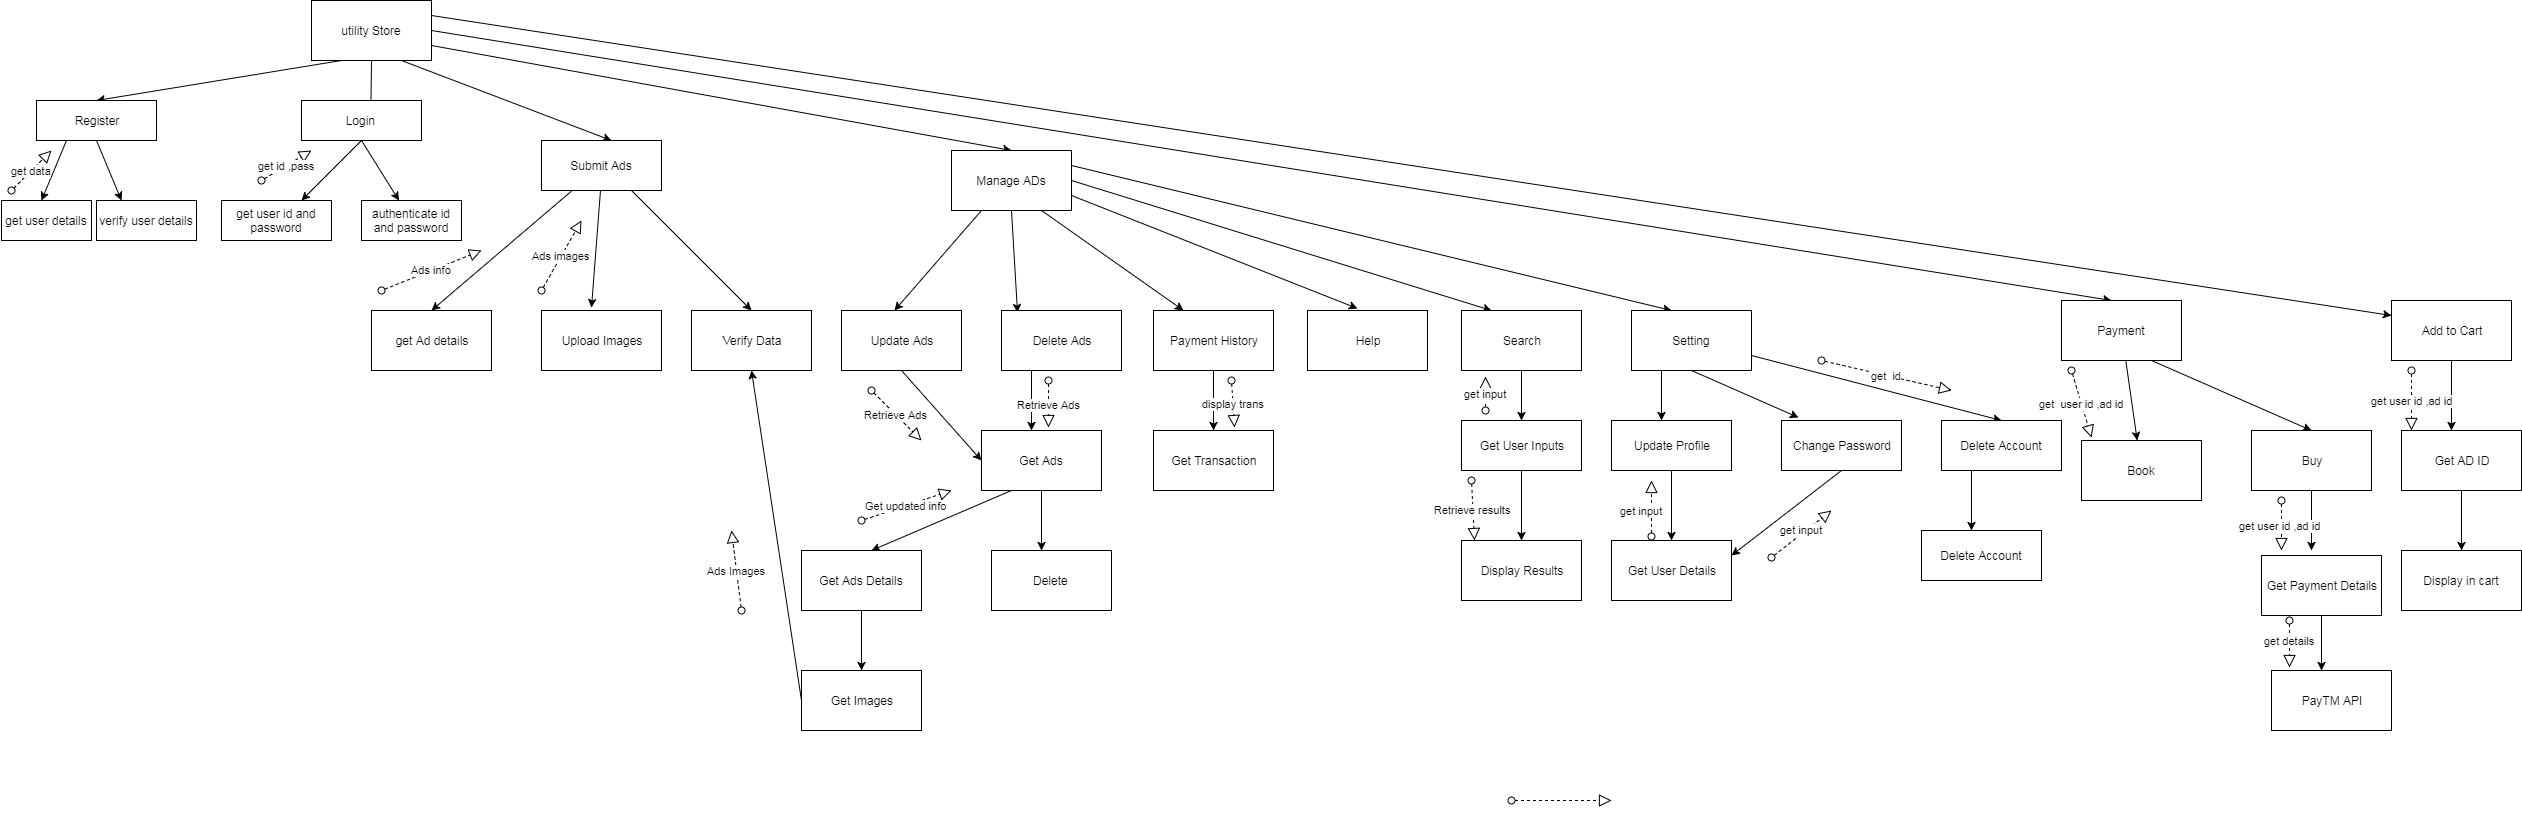 utility Store
Register
Login
Submit Ads
Manage ADs
get data
get id ,pass
get user details
verify user details
get user id and
password
authenticate id
and password
Ads info
Ads images
get Ad details
Upload Images
Verify Data
Update Ads
Delete Ads
Payment History
Help
Search
Setting
Payment
Add to Cart
Retrieve Ads
Retrieve Ads
display trans
get input
get  id
get  user id ,ad id
get user id ,ad id
Get Ads
Get Transaction
Get User Inputs
Update Profile
Change Password
Delete Account
Book
Buy
Get AD ID
Get updated info
Retrieve results
get input
get input
get user id ,ad id
Ads Images
Get Ads Details
Delete
Display Results
Get User Details
Delete Account
Get Payment Details
Display in cart
get details
Get Images
PayTM API